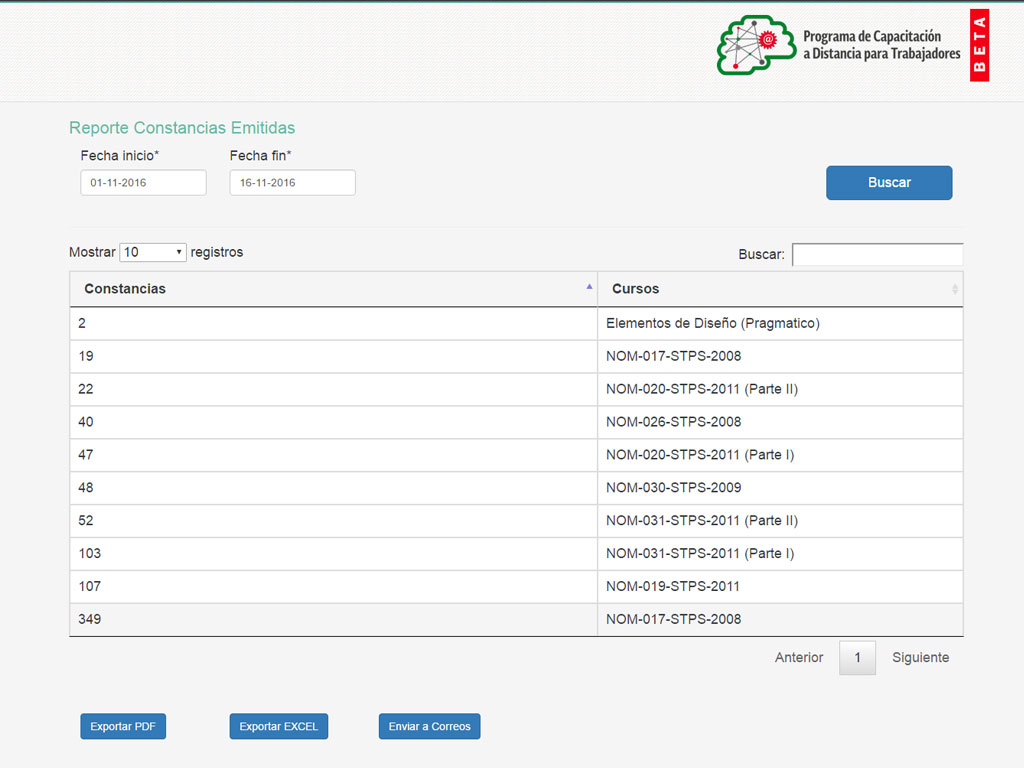 Programa de Capacitación
a Distancia para Trabajadores
BETA
@
Reporte Constancias Emitidas
Fecha inicio* Fecha fin*
01-11-2016 16-11-2016
Buscar
Mostrar 10 registros Buscar:
Constancias Cursos
2 Elementos de Diseño (Pragmatico)
19 NOM-017-STPS-2008
22 NOM-020-STPS-2011 (Parte II)
40 NOM-026-STPS-2008
47 NOM-020-STPS-2011 (Parte I)
48 NOM-030-STPS-2009
52 NOM-031-STPS-2011 (Parte II)
103 NOM-031-STPS-2011 (Parte I)
107 NOM-019-STPS-2011
349 NOM-017-STPS-2008
Anterior 1 Siguiente
Exportar PDF Exportar EXCEL Enviar a Correos